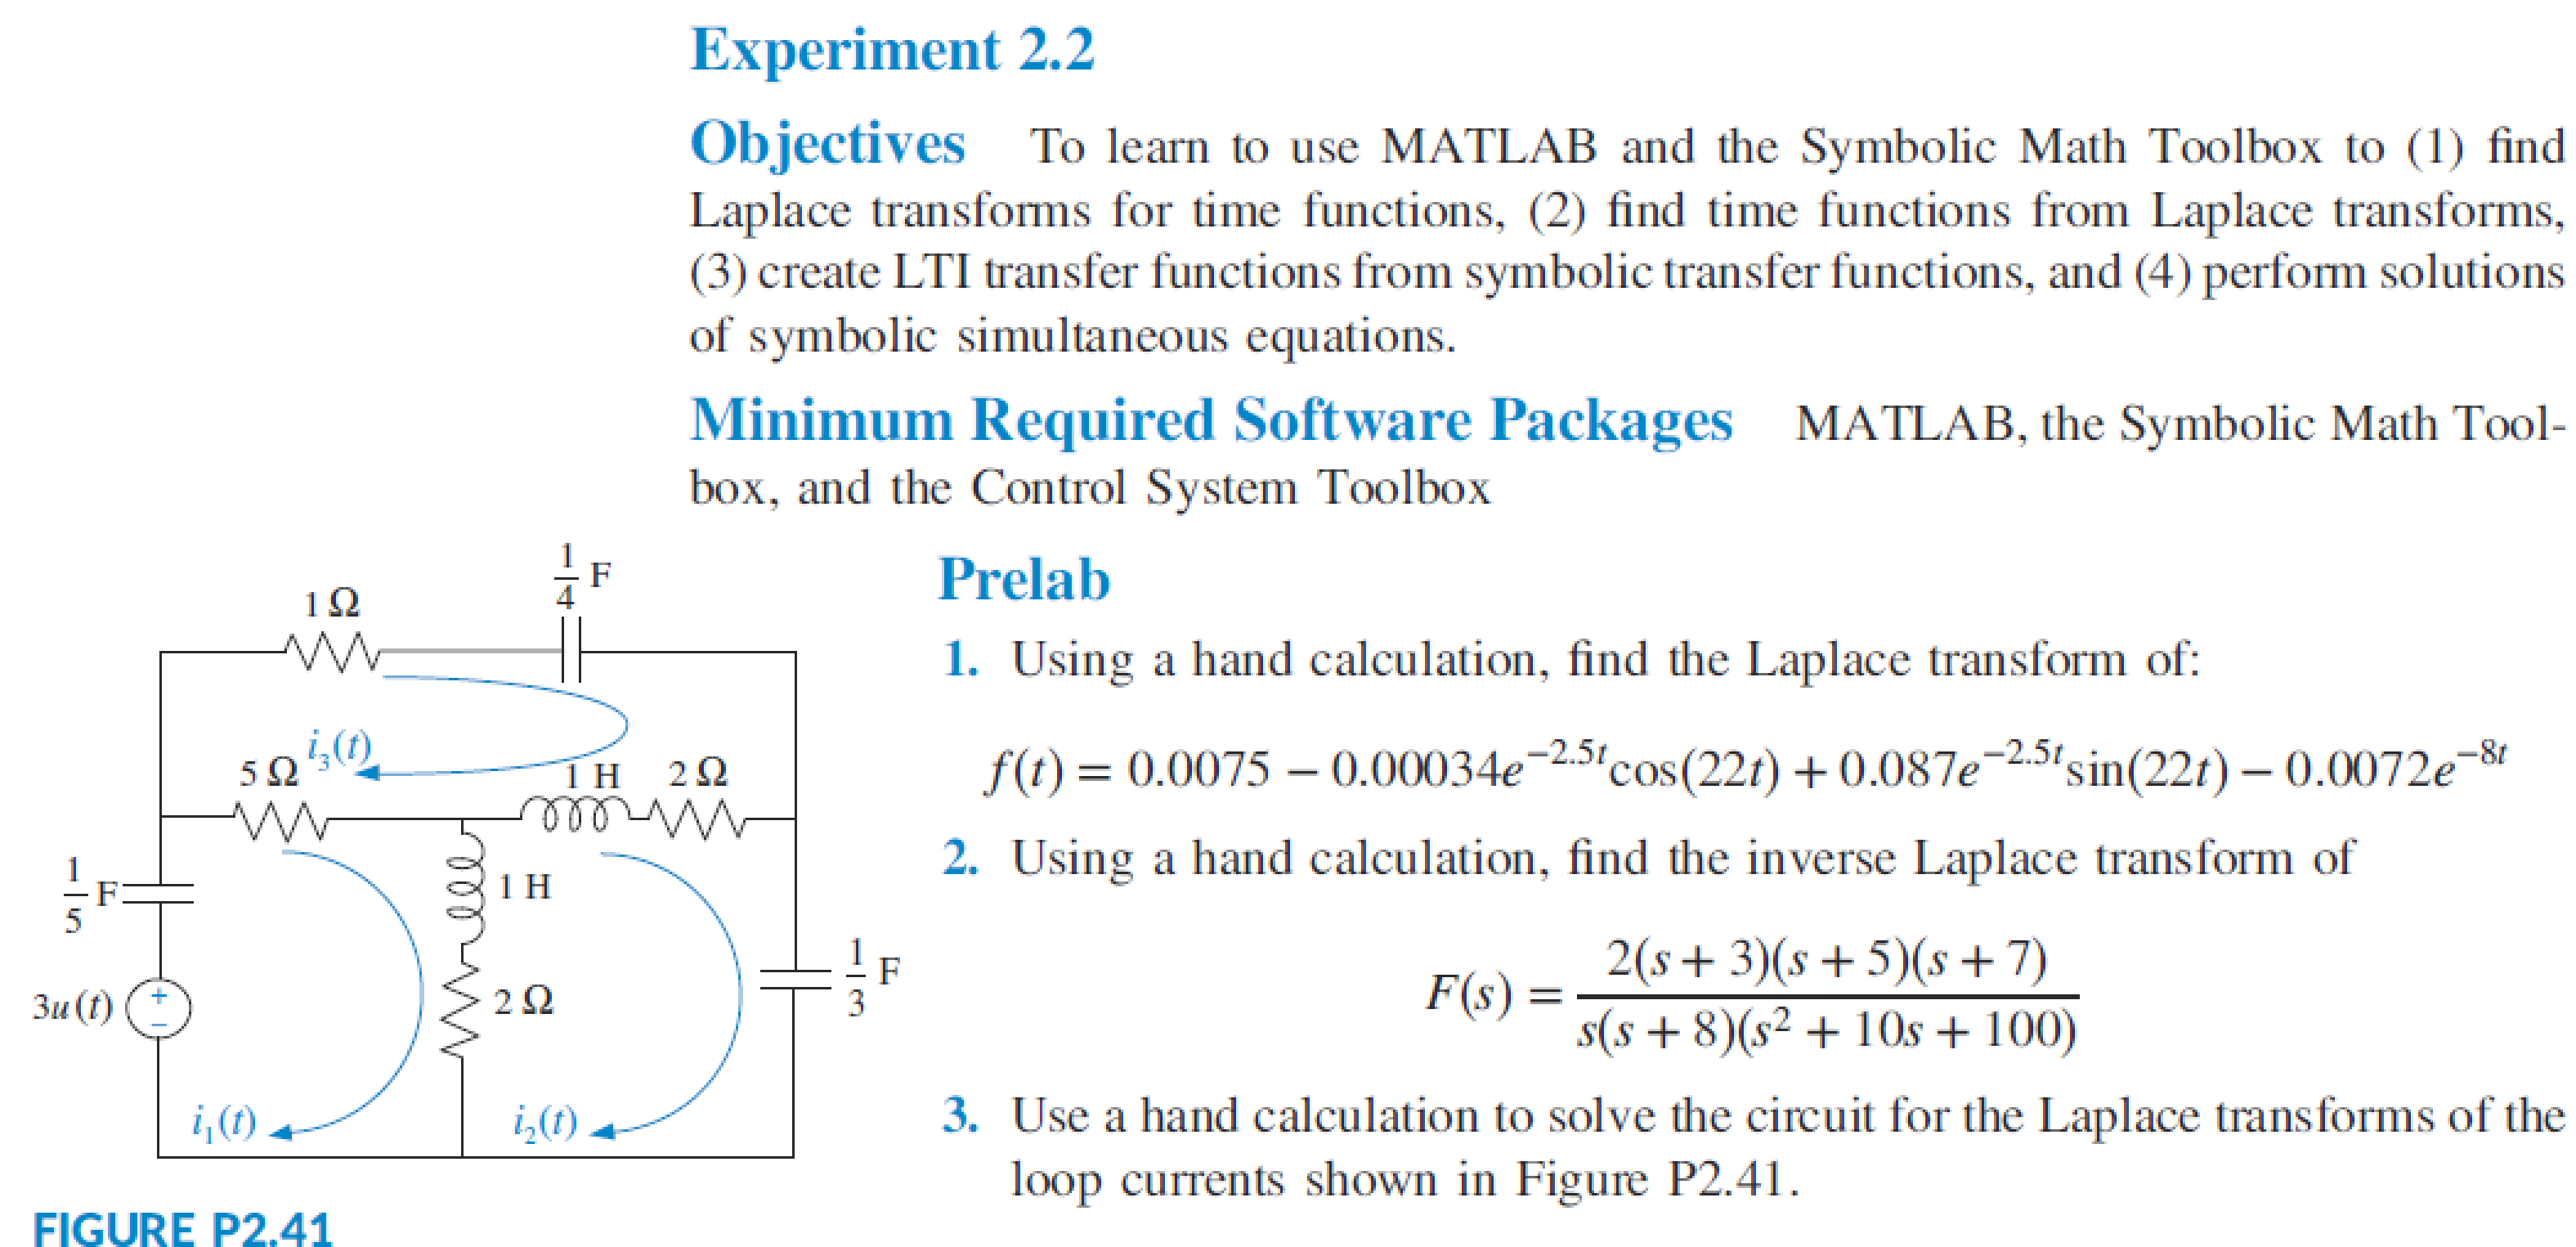 Experiment 2.2
Objectives To learn to use MATLAB and the Symbolic Math Toolbox to (1) find
Laplace transforms for time functions, (2) find time functions from Laplace transforms,
(3) create LTI transfer functions from symbolic transfer functions, and (4) perform solutions
of symbolic simultaneous equations.
Minimum Required Software Packages MATLAB, the Symbolic Math Tool-
box, and the Control System Toolbox
Prelab
1. Using a hand calculation, find the Laplace transform of:
f(t) = 0.0075 − 0.00034e^{−2.5t}cos(22t) + 0.087e^{−2.5t}sin(22t) − 0.0072e^{−8t}
2. Using a hand calculation, find the inverse Laplace transform of
F(s) = \frac{2(s + 3)(s + 5)(s + 7)}{s(s + 8)(s² + 10s + 100)}
3. Use a hand calculation to solve the circuit for the Laplace transforms of the
loop currents shown in Figure P2.41.
1 Ω
1/4 F
i₃(t)
5 Ω
1 H
2 Ω
1/5 F
1 H
1/3 F
2 Ω
3u(t)
+
−
i₁(t)
i₂(t)
FIGURE P2.41